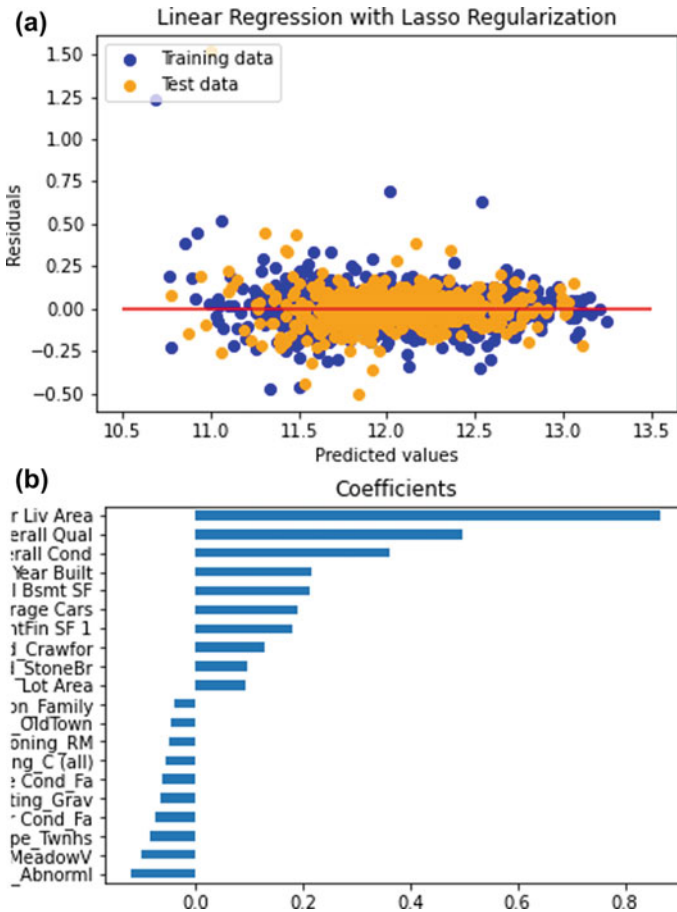 (a)
Linear Regression with Lasso Regularization
Training data
Test data
1.50
1.25
1.00
0.75
0.50
0.25
0.00
−0.25
−0.50
Residuals
10.5 11.0 11.5 12.0 12.5 13.0 13.5
Predicted values
(b)
Coefficients
r Liv Area
erall Qual
erall Cond
Year Built
l Bsmt SF
rage Cars
ntFin SF 1
d_Crawfor
d_StoneBr
Lot Area
on_Family
_OldTown
oning_RM
ng_C (all)
e Cond_Fa
ting_Grav
r Cond_Fa
pe_Twnhs
MeadowV
_Abnorml
0.0 0.2 0.4 0.6 0.8